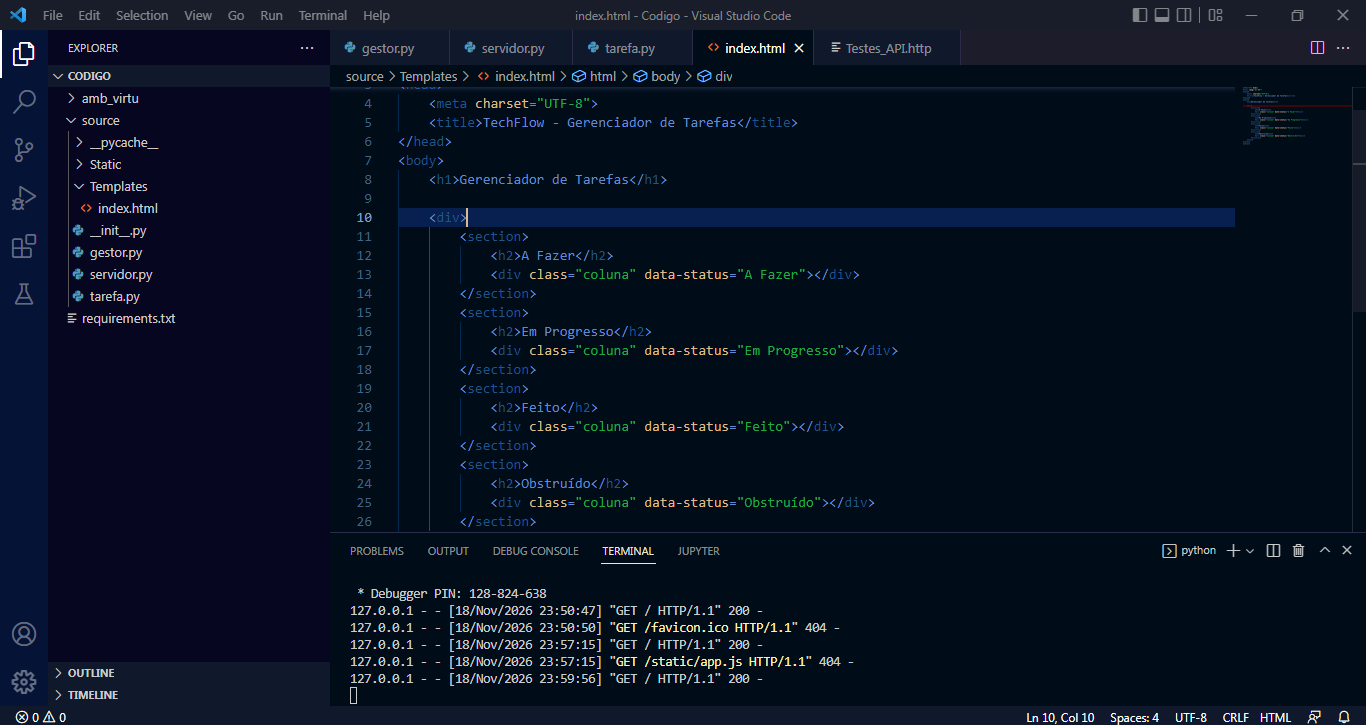 File Edit Selection View Go Run Terminal Help
index.html - Codigo - Visual Studio Code
EXPLORER
CODIGO
amb_virtu
source
__pycache__
Static
Templates
index.html
__init__.py
gestor.py
servidor.py
tarefa.py
requirements.txt
OUTLINE
TIMELINE
gestor.py servidor.py tarefa.py index.html Testes_API.http
source > Templates > index.html > html > body > div
3 <head>
4 <meta charset="UTF-8">
5 <title>TechFlow - Gerenciador de Tarefas</title>
6 </head>
7 <body>
8 <h1>Gerenciador de Tarefas</h1>
9
10 <div>
11 <section>
12 <h2>A Fazer</h2>
13 <div class="coluna" data-status="A Fazer"></div>
14 </section>
15 <section>
16 <h2>Em Progresso</h2>
17 <div class="coluna" data-status="Em Progresso"></div>
18 </section>
19 <section>
20 <h2>Feito</h2>
21 <div class="coluna" data-status="Feito"></div>
22 </section>
23 <section>
24 <h2>Obstruído</h2>
25 <div class="coluna" data-status="Obstruído"></div>
26 </section>
PROBLEMS OUTPUT DEBUG CONSOLE TERMINAL JUPYTER
python
* Debugger PIN: 128-824-638
127.0.0.1 - - [18/Nov/2026 23:50:47] "GET / HTTP/1.1" 200 -
127.0.0.1 - - [18/Nov/2026 23:50:50] "GET /favicon.ico HTTP/1.1" 404 -
127.0.0.1 - - [18/Nov/2026 23:57:15] "GET / HTTP/1.1" 200 -
127.0.0.1 - - [18/Nov/2026 23:57:15] "GET /static/app.js HTTP/1.1" 404 -
127.0.0.1 - - [18/Nov/2026 23:59:56] "GET / HTTP/1.1" 200 -
0 0
Ln 10, Col 10 Spaces: 4 UTF-8 CRLF HTML